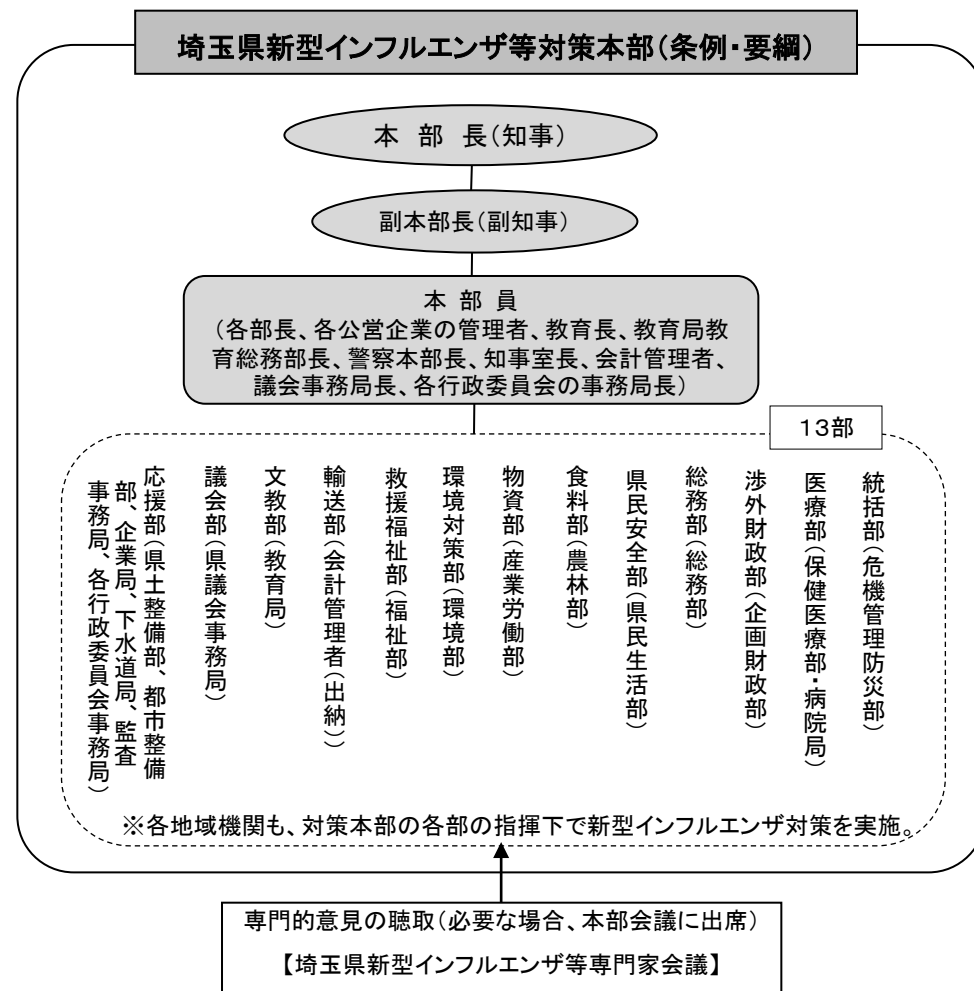 埼玉県新型インフルエンザ等対策本部(条例・要綱)
本 部 長(知事)
副本部長(副知事)
本 部 員
(各部長、各公営企業の管理者、教育長、教育局教
育総務部長、警察本部長、知事室長、会計管理者、
議会事務局長、各行政委員会の事務局長)
13部
統括部(危機管理防災部)
医療部(保健医療部・病院局)
渉外財政部(企画財政部)
総務部(総務部)
県民安全部(県民生活部)
食料部(農林部)
物資部(産業労働部)
環境対策部(環境部)
救援福祉部(福祉部)
輸送部(会計管理者(出納))
文教部(教育局)
議会部(県議会事務局)
応援部(県土整備部、都市整備
部、企業局、下水道局、監査
事務局、各行政委員会事務局)
※各地域機関も、対策本部の各部の指揮下で新型インフルエンザ対策を実施。
専門的意見の聴取(必要な場合、本部会議に出席)
【埼玉県新型インフルエンザ等専門家会議】